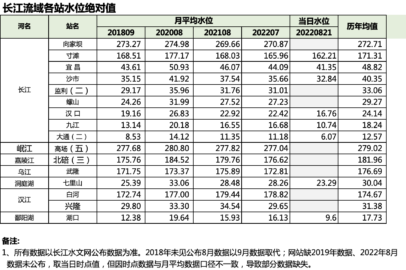 长江流域各站水位绝对值
河名 站名 月平均水位 当日水位 历年均值
201809 202008 202108 202207 20220821
长江 向家坝 273.27 274.98 269.66 270.87 272.71
寸滩 168.51 177.17 168.03 165.96 162.21 171.31
宜昌 43.61 50.93 46.07 44.09 41.35 48.82
沙市 35.15 41.92 37.54 35.66 32.84 40.35
监利（二） 29.17 35.96 31.76 31.01 33.06
螺山 24.26 31.99 27.52 27.23 29.27
汉口 19.16 26.83 22.92 22.42 16.76 24.14
九江 13.14 20.18 16.55 16.68 10.74 18.24
大通（二） 8.53 14.12 11.35 11.18 6.07 12.57
岷江 高场（五） 277.68 280.80 277.82 277.04 279.02
嘉陵江 北碚（三） 175.76 184.52 179.76 176.62 181.96
乌江 武隆 171.75 173.37 175.89 172.81 176.69
洞庭湖 七里山 25.39 33.06 28.48 28.26 23.29 30.04
汉江 白河 172.74 177.00 179.44 178.82 174.67
兴隆 29.80 33.30 34.54 29.65 31.38
鄱阳湖 湖口 12.38 19.64 15.93 16.13 9.6 17.73
备注:
1、所有数据以长江水文网公布数据为准。2018年未见公布8月数据以9月数据取代；网站缺2019年数据、2022年8月
数据未公布，取当日时点值，但因时点数据与月平均数据口径不一致，导致部分数据缺失。